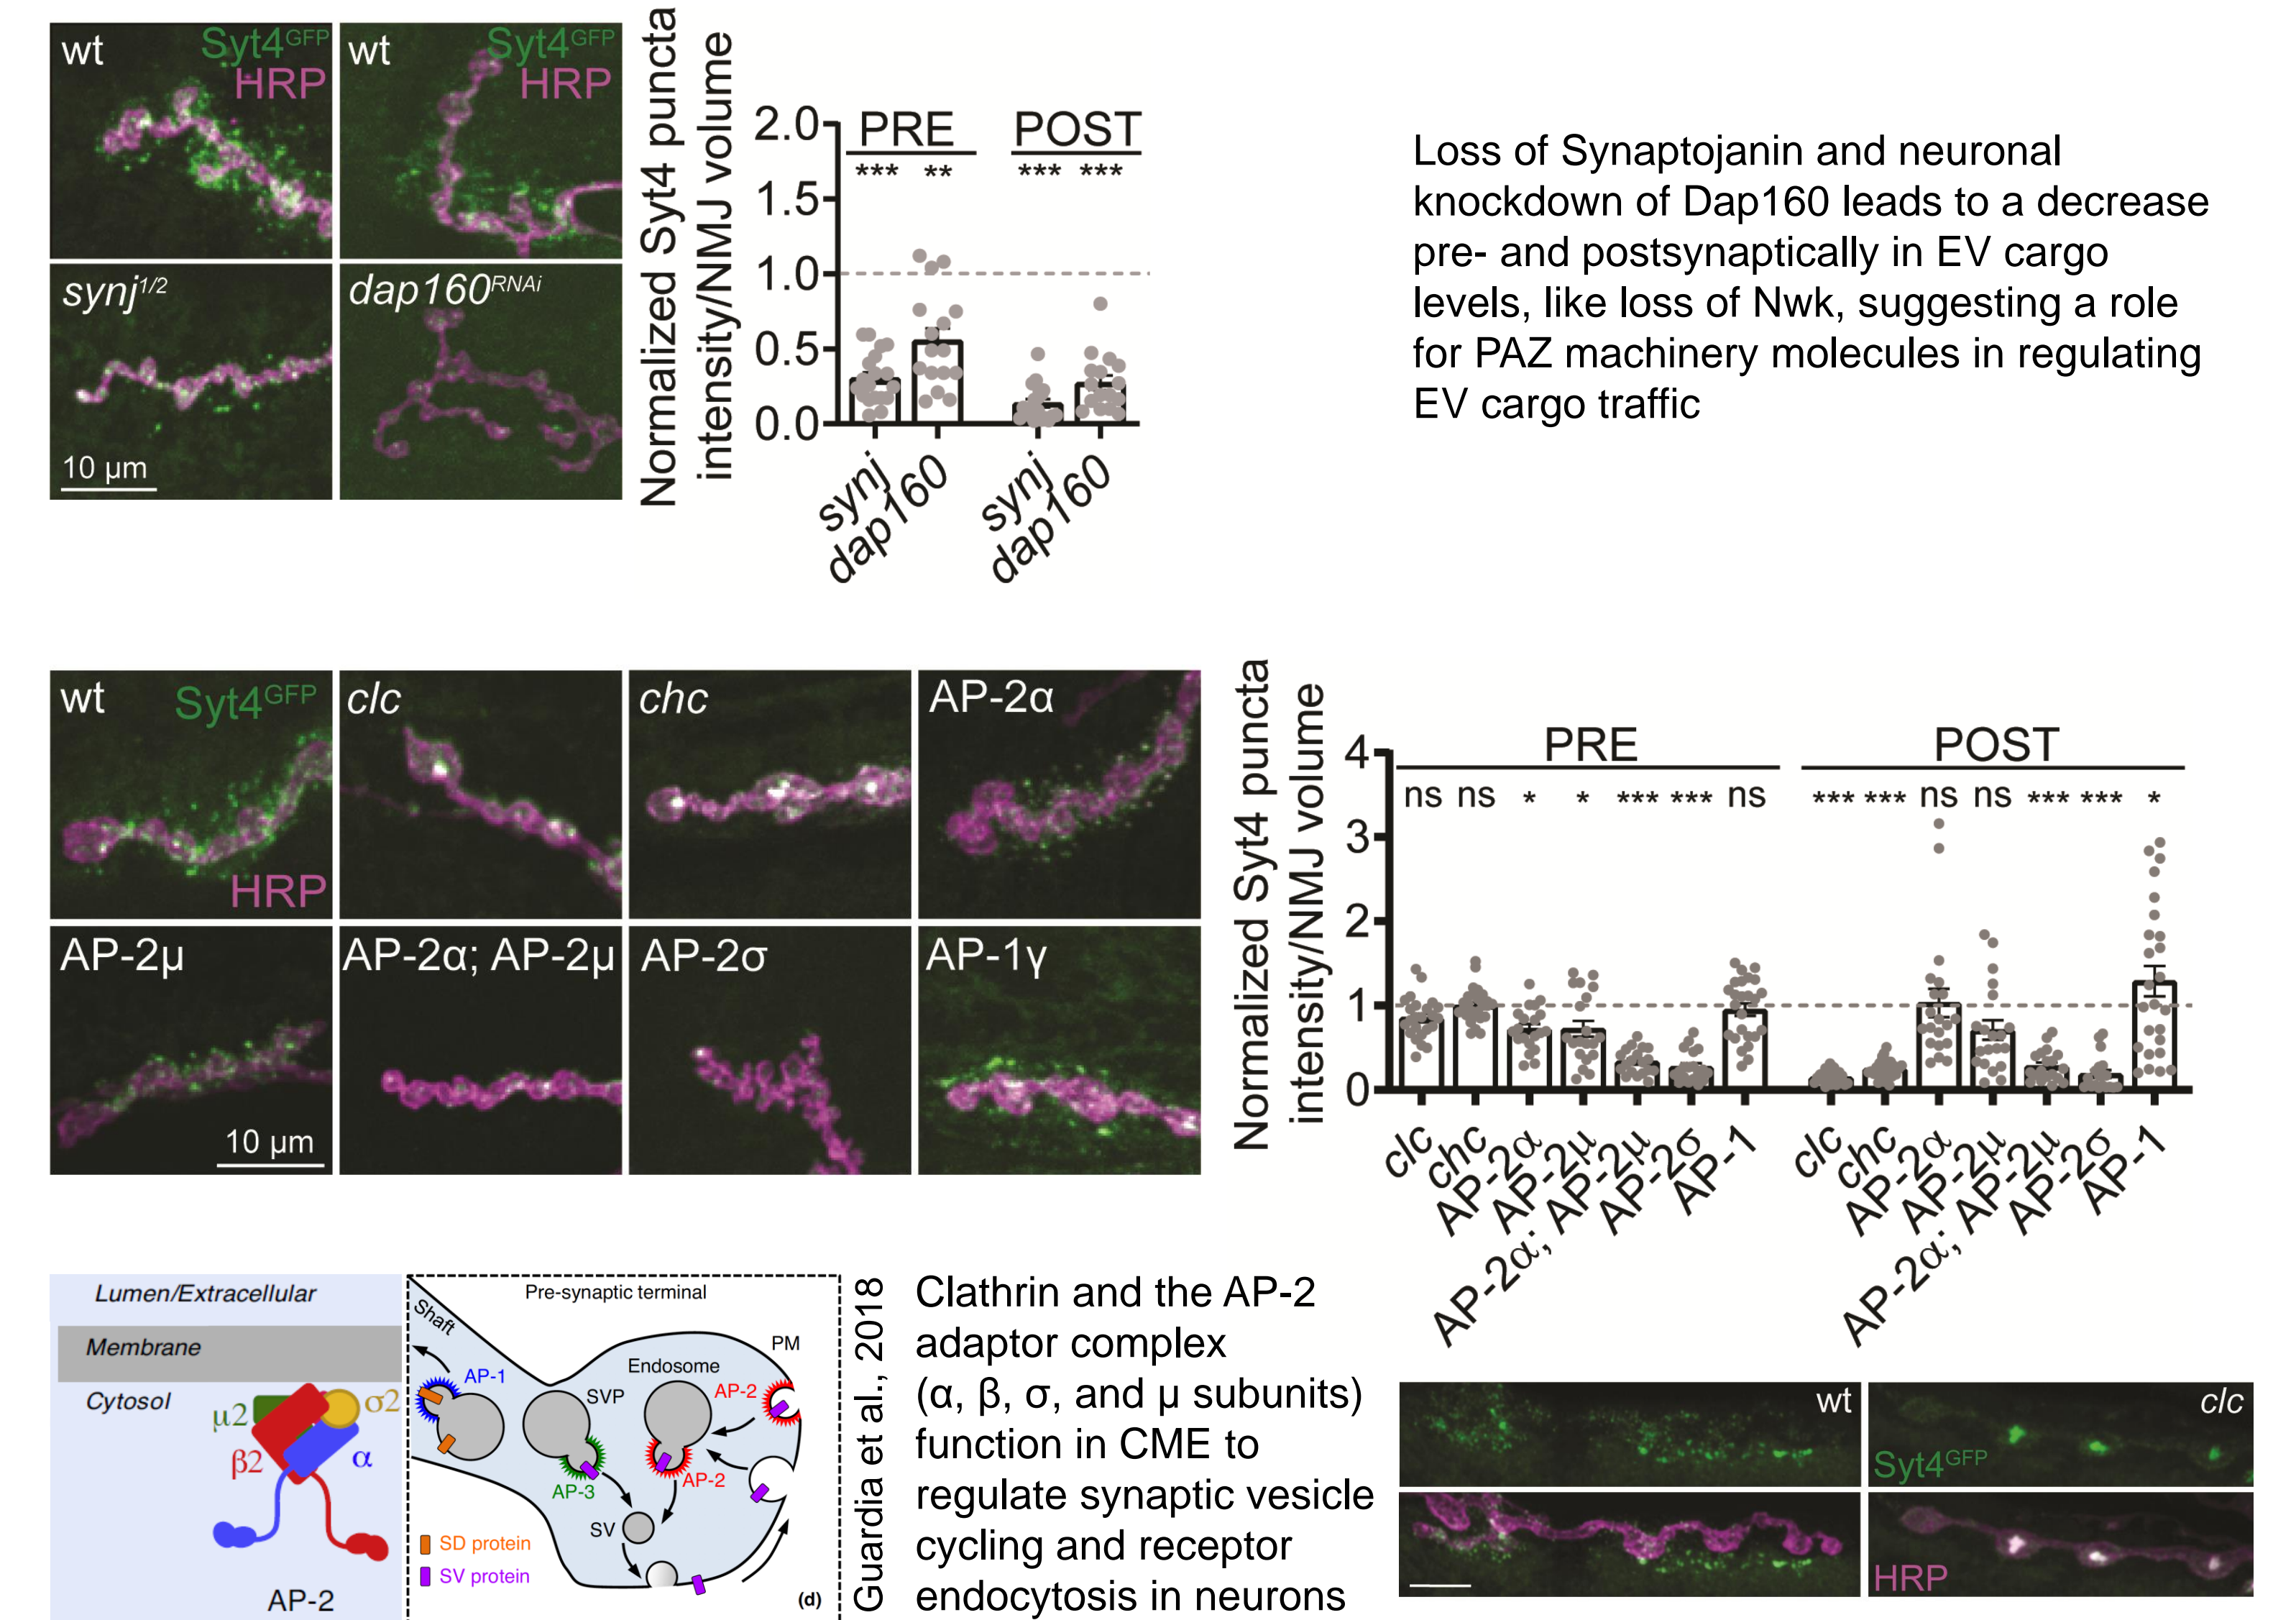 wt
Syt4GFP
HRP
wt
Syt4GFP
HRP
synj1/2
10 µm
dap160RNAi
Normalized Syt4 puncta
intensity/NMJ volume
2.0
1.5
1.0
0.5
0.0
PRE
POST
*** **
*** ***
synj
dap160
synj
dap160
Loss of Synaptojanin and neuronal
knockdown of Dap160 leads to a decrease
pre- and postsynaptically in EV cargo
levels, like loss of Nwk, suggesting a role
for PAZ machinery molecules in regulating
EV cargo traffic
wt
Syt4GFP
HRP
clc
chc
AP-2α
AP-2µ
10 µm
AP-2α; AP-2µ
AP-2σ
AP-1γ
Normalized Syt4 puncta
intensity/NMJ volume
4
3
2
1
0
PRE
POST
ns ns * * *** *** ns
*** *** ns ns *** *** *
clc
chc
AP-2α
AP-2µ
AP-2α; AP-2µ
AP-2σ
AP-1
clc
chc
AP-2α
AP-2µ
AP-2α; AP-2µ
AP-2σ
AP-1
Lumen/Extracellular
Membrane
Cytosol
µ2
σ2
β2
α
AP-2
Pre-synaptic terminal
Shaft
PM
AP-1
Endosome
SVP
AP-2
AP-2
AP-3
SV
SD protein
SV protein
(d)
Guardia et al., 2018
Clathrin and the AP-2
adaptor complex
(α, β, σ, and µ subunits)
function in CME to
regulate synaptic vesicle
cycling and receptor
endocytosis in neurons
wt
clc
Syt4GFP
HRP